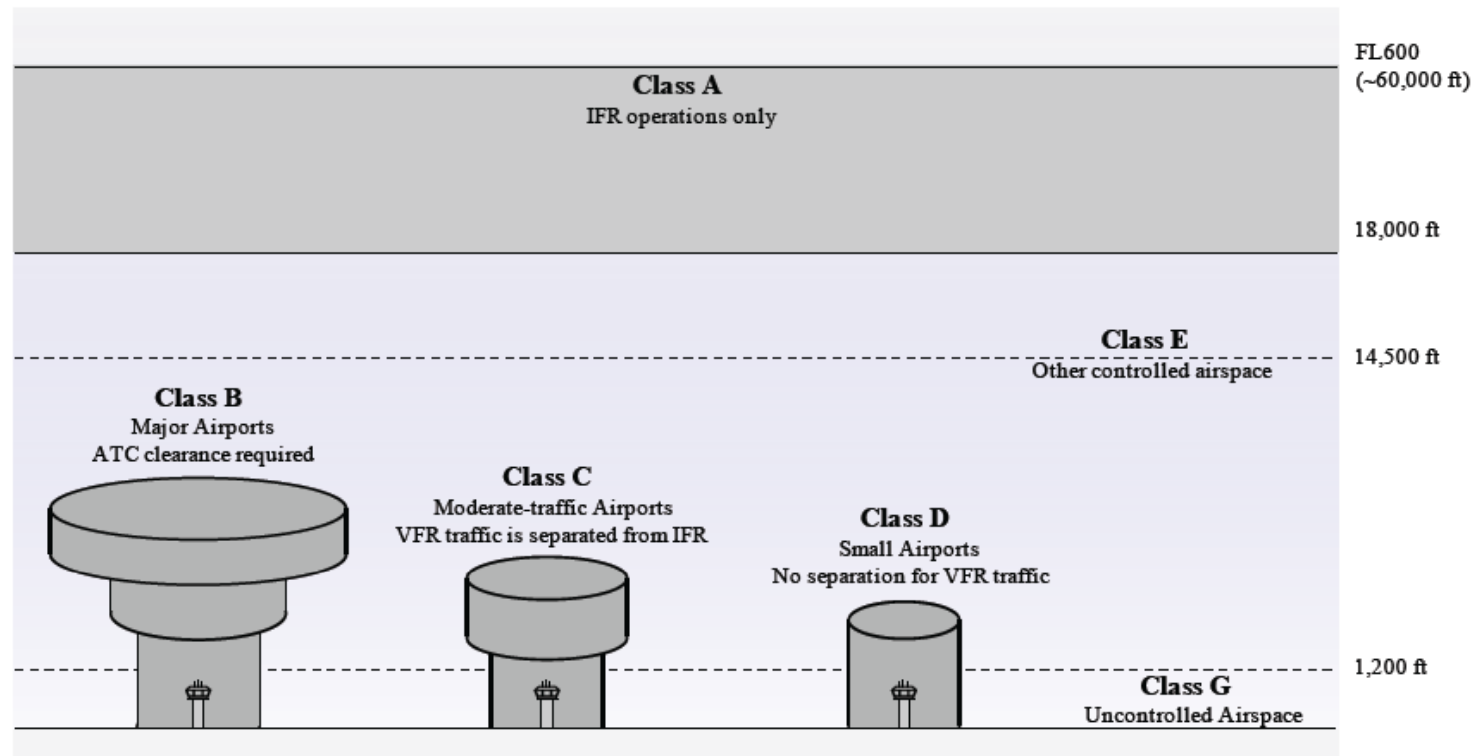 FL600
(~60,000 ft)
Class A
IFR operations only
18,000 ft
Class E
14,500 ft
Other controlled airspace
Class B
Major Airports
ATC clearance required
Class C
Moderate-traffic Airports
VFR traffic is separated from IFR
Class D
Small Airports
No separation for VFR traffic
1,200 ft
Class G
Uncontrolled Airspace